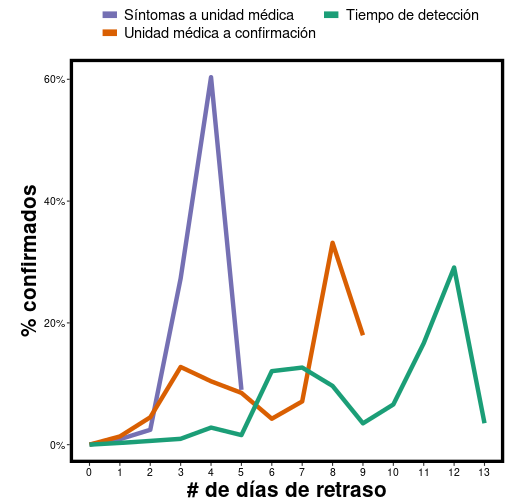 Síntomas a unidad médica
Tiempo de detección
Unidad médica a confirmación
60%
40%
20%
0%
% confirmados
0 1 2 3 4 5 6 7 8 9 10 11 12 13
# de días de retraso